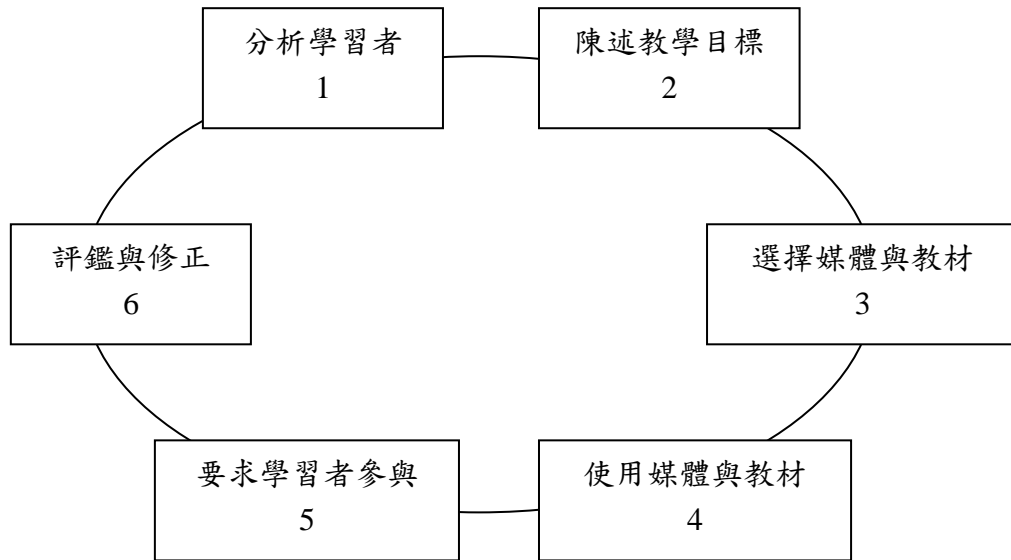 分析學習者
1
陳述教學目標
2
選擇媒體與教材
3
使用媒體與教材
4
要求學習者參與
5
評鑑與修正
6